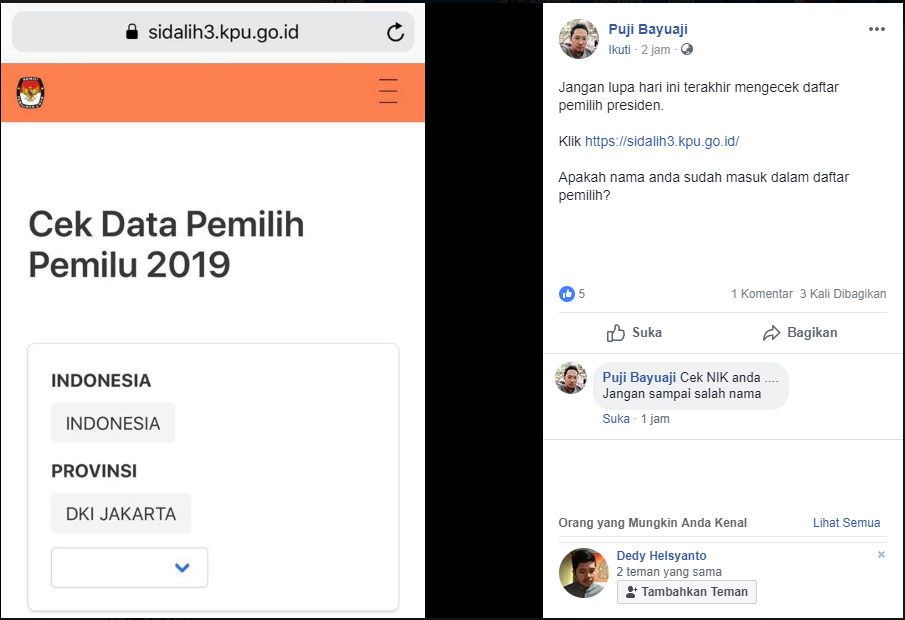 sidalih3.kpu.go.id
Cek Data Pemilih
Pemilu 2019
INDONESIA
INDONESIA
PROVINSI
DKI JAKARTA
Puji Bayuaji
Ikuti · 2 jam ·
Jangan lupa hari ini terakhir mengecek daftar
pemilih presiden.
Klik https://sidalih3.kpu.go.id/
Apakah nama anda sudah masuk dalam daftar
pemilih?
5
1 Komentar 3 Kali Dibagikan
Suka
Bagikan
Puji Bayuaji Cek NIK anda ....
Jangan sampai salah nama
Suka · 1 jam
Orang yang Mungkin Anda Kenal
Lihat Semua
Dedy Helsyanto
2 teman yang sama
Tambahkan Teman